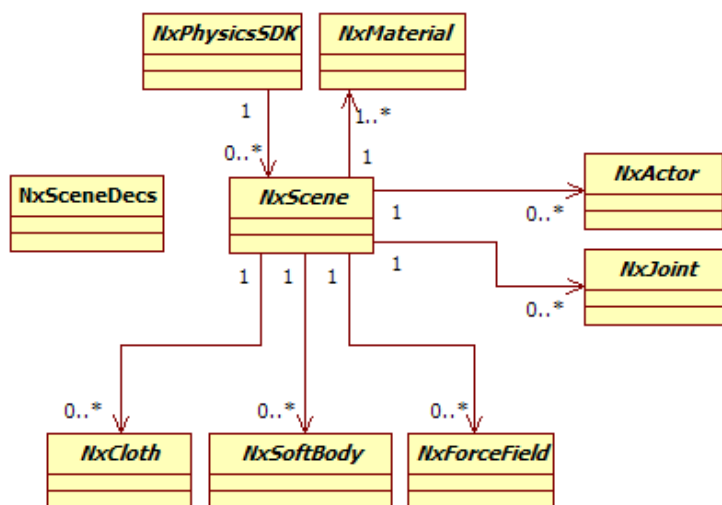 NxPhysicsSDK
NxMaterial
1
1..*
0..*
1
NxSceneDecs
NxScene
NxActor
1
0..*
NxJoint
1
1
1
1
0..*
0..*
0..*
0..*
NxCloth
NxSoftBody
NxForceField